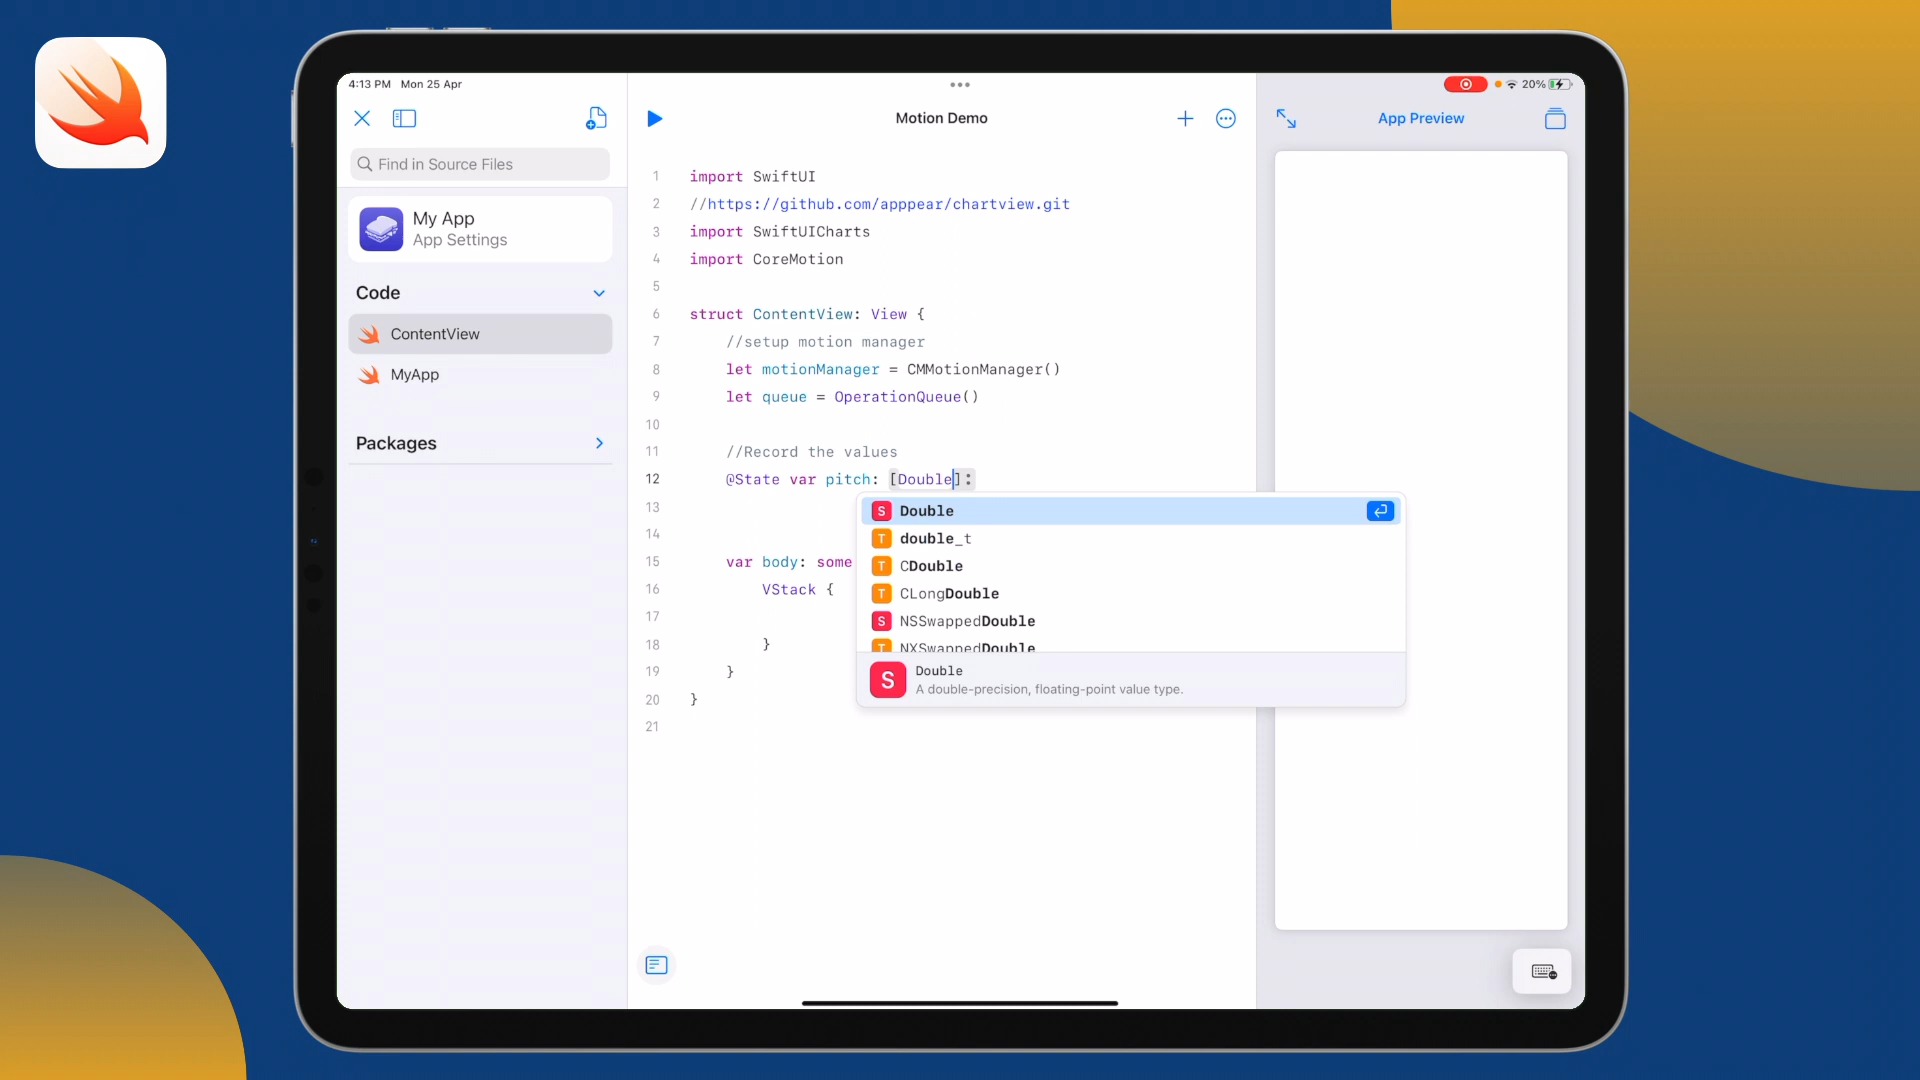 4:13 PM Mon 25 Apr
20%
Motion Demo
App Preview
Find in Source Files
My App
App Settings
Code
ContentView
MyApp
Packages
1 import SwiftUI
2 //https://github.com/apppear/chartview.git
3 import SwiftUICharts
4 import CoreMotion
5
6 struct ContentView: View {
7 //setup motion manager
8 let motionManager = CMMotionManager()
9 let queue = OperationQueue()
10
11 //Record the values
12 @State var pitch: [Double]:
13
14
15 var body: some
16 VStack {
17
18 }
19 }
20 }
21
S Double
T double_t
T CDouble
T CLongDouble
S NSSwappedDouble
T NXSwappedDouble
S Double
A double-precision, floating-point value type.